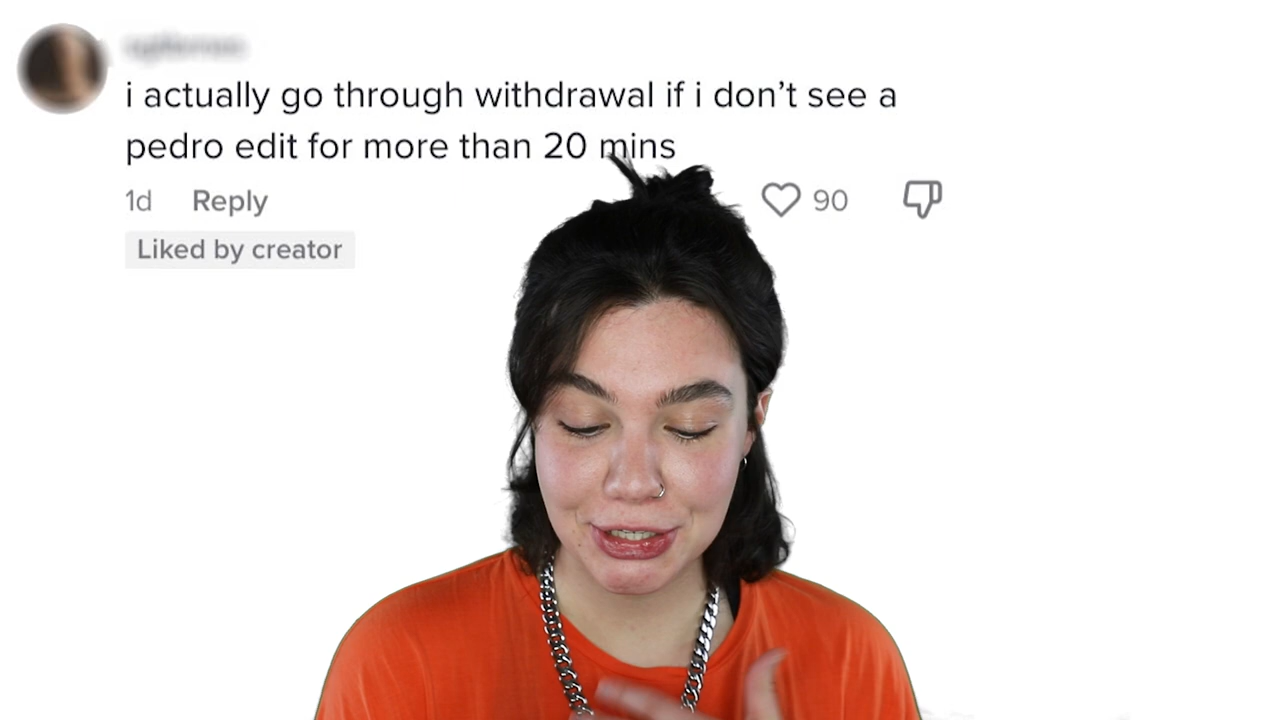 i actually go through withdrawal if i don’t see a
pedro edit for more than 20 mins
1d Reply 90
Liked by creator